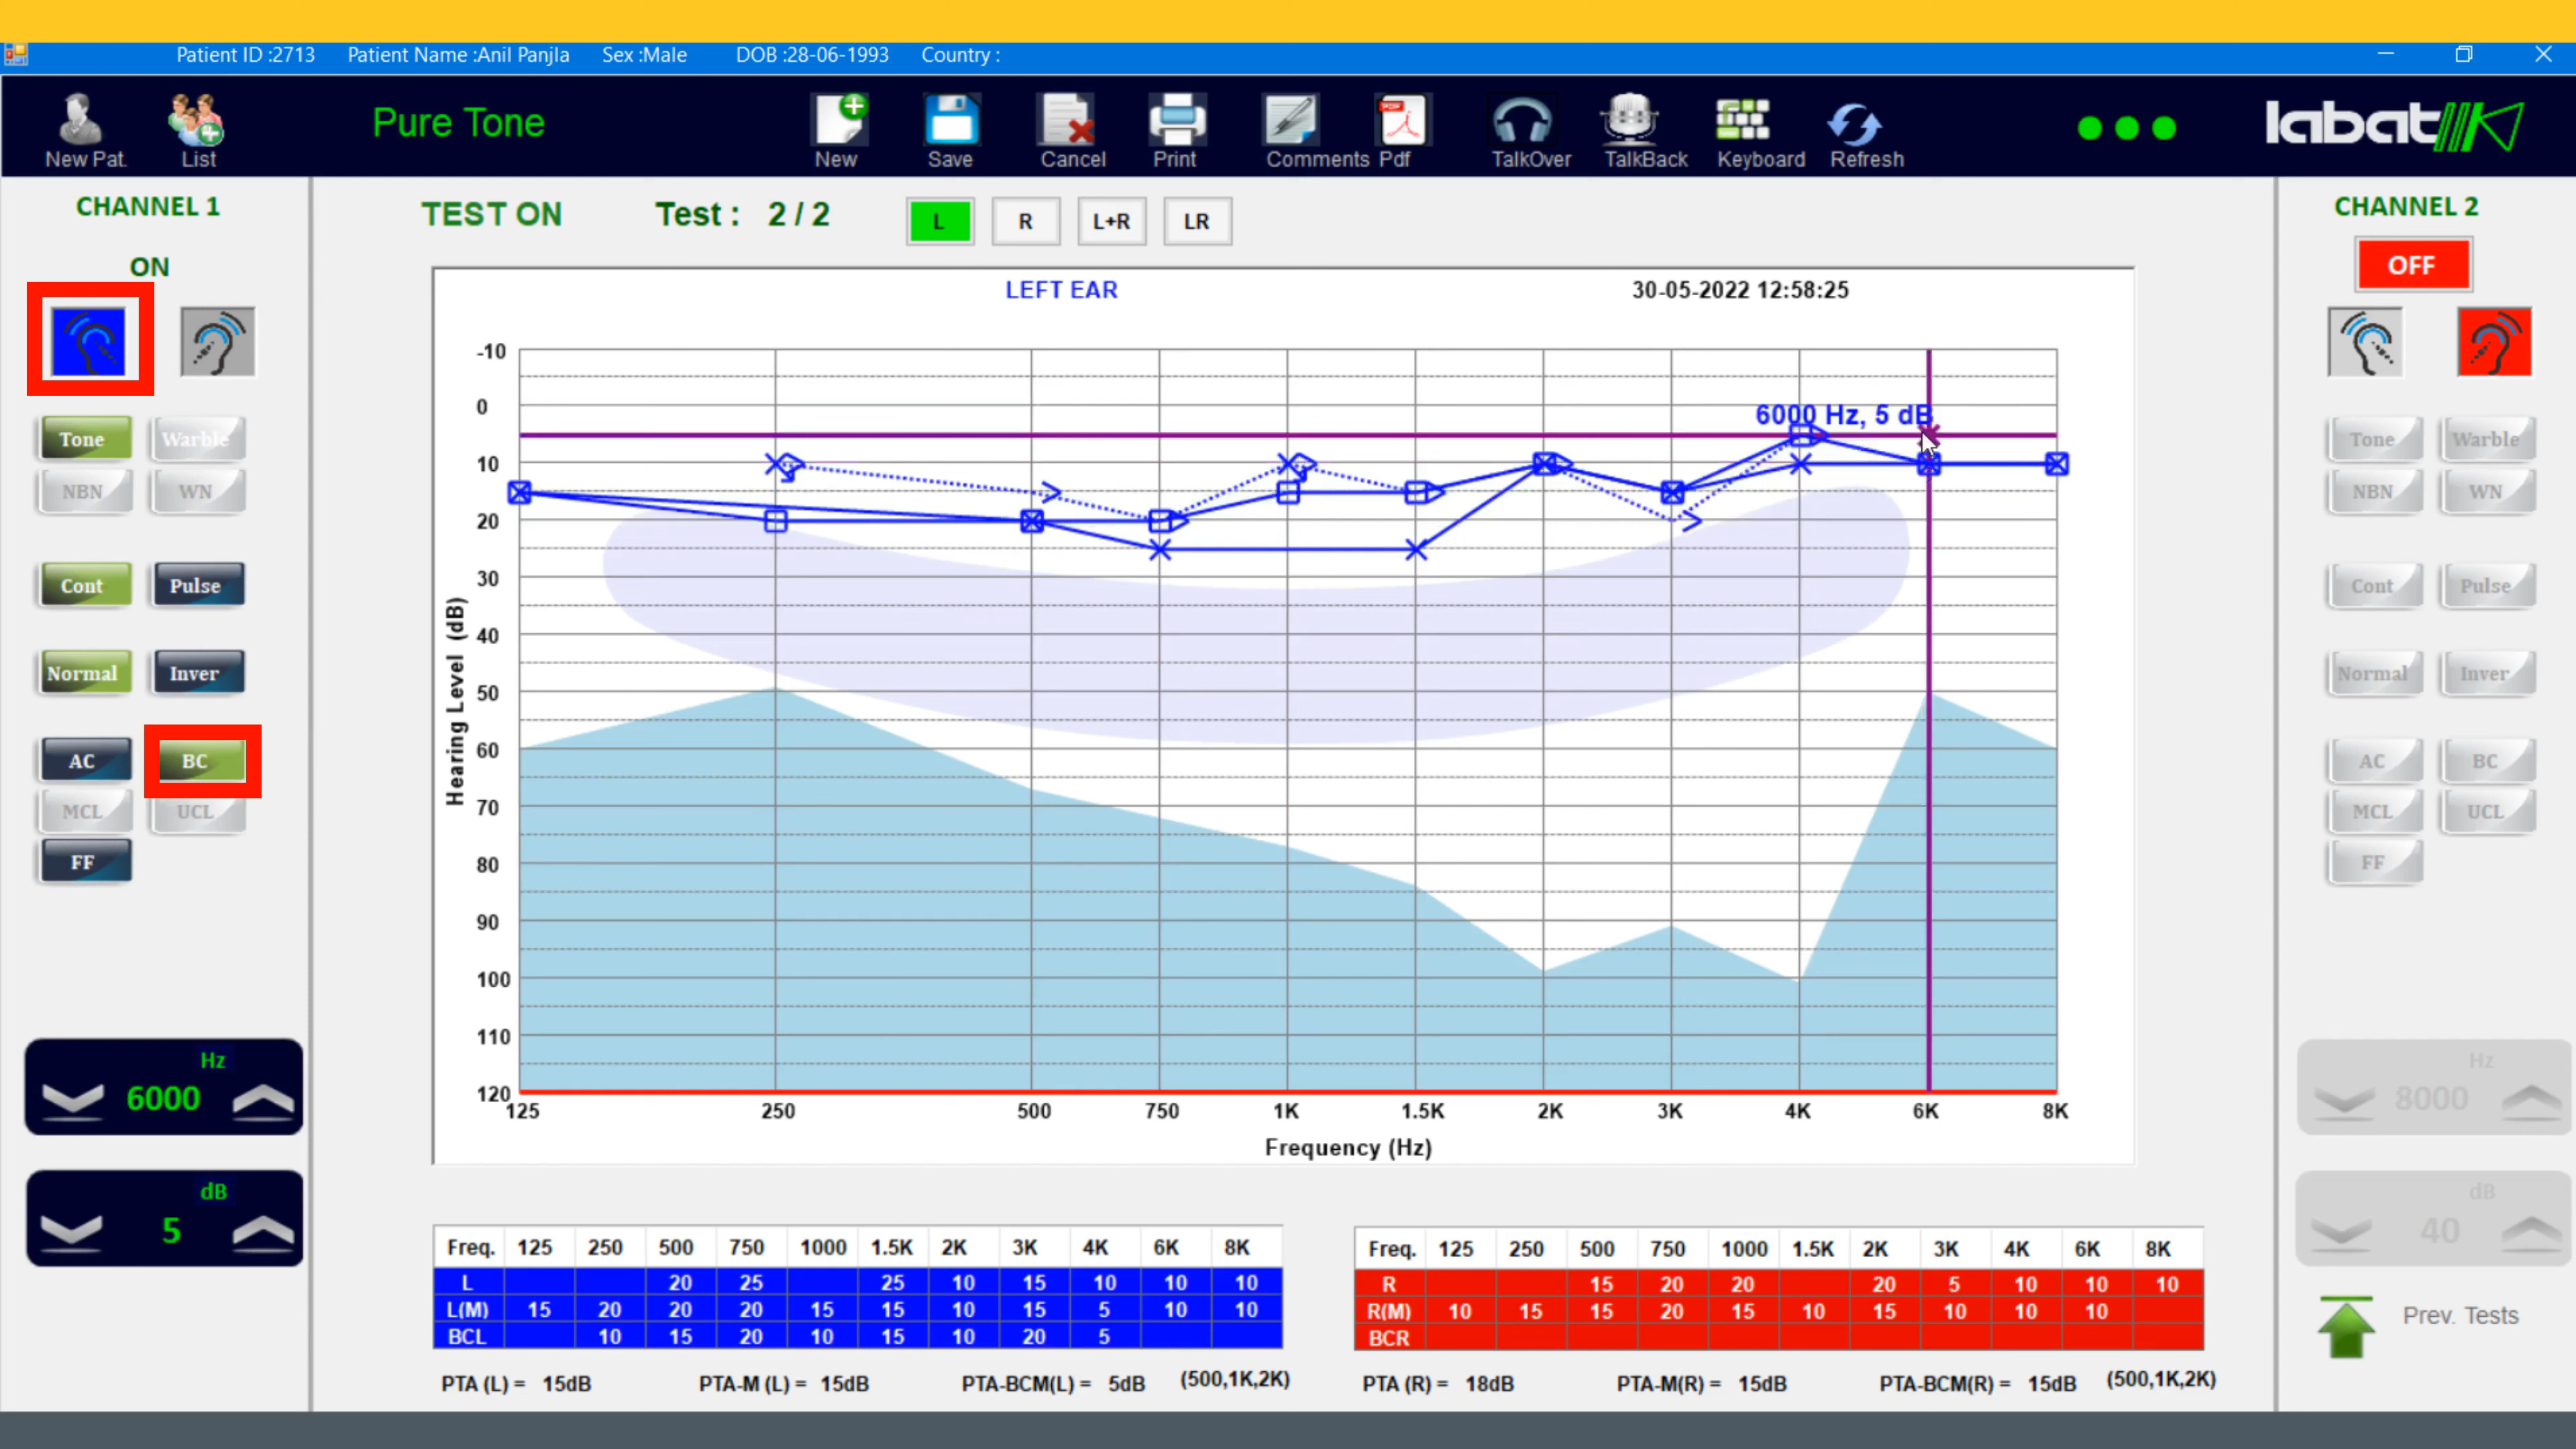 Patient ID :2713 Patient Name :Anil Panjla Sex :Male DOB :28-06-1993 Country :
New Pat. List Pure Tone New Save Cancel Print Comments Pdf TalkOver TalkBack Keyboard Refresh labat
CHANNEL 1
ON
Tone Warble
NBN WN
Cont Pulse
Normal Inver
AC BC
MCL UCL
FF
Hz
6000
dB
5
TEST ON Test : 2 / 2 L R L+R LR
LEFT EAR 30-05-2022 12:58:25
6000 Hz, 5 dB
Hearing Level (dB)
-10
0
10
20
30
40
50
60
70
80
90
100
110
120
125 250 500 750 1K 1.5K 2K 3K 4K 6K 8K
Frequency (Hz)
Freq. 125 250 500 750 1000 1.5K 2K 3K 4K 6K 8K
L 20 25 25 10 15 10 10 10
L(M) 15 20 20 20 15 15 10 15 5 10 10
BCL 10 15 20 10 15 10 20 5
PTA (L) = 15dB PTA-M (L) = 15dB PTA-BCM(L) = 5dB (500,1K,2K)
Freq. 125 250 500 750 1000 1.5K 2K 3K 4K 6K 8K
R 15 20 20 20 5 10 10 10
R(M) 10 15 15 20 15 10 15 10 10 10
BCR
PTA (R) = 18dB PTA-M(R) = 15dB PTA-BCM(R) = 15dB (500,1K,2K)
CHANNEL 2
OFF
Tone Warble
NBN WN
Cont Pulse
Normal Inver
AC BC
MCL UCL
FF
Hz
8000
dB
40
Prev. Tests